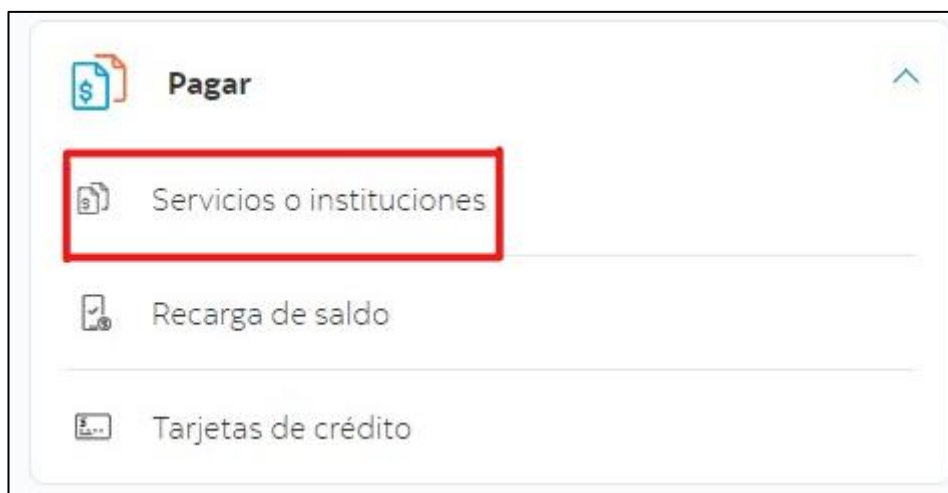 Pagar
Servicios o instituciones
Recarga de saldo
Tarjetas de crédito